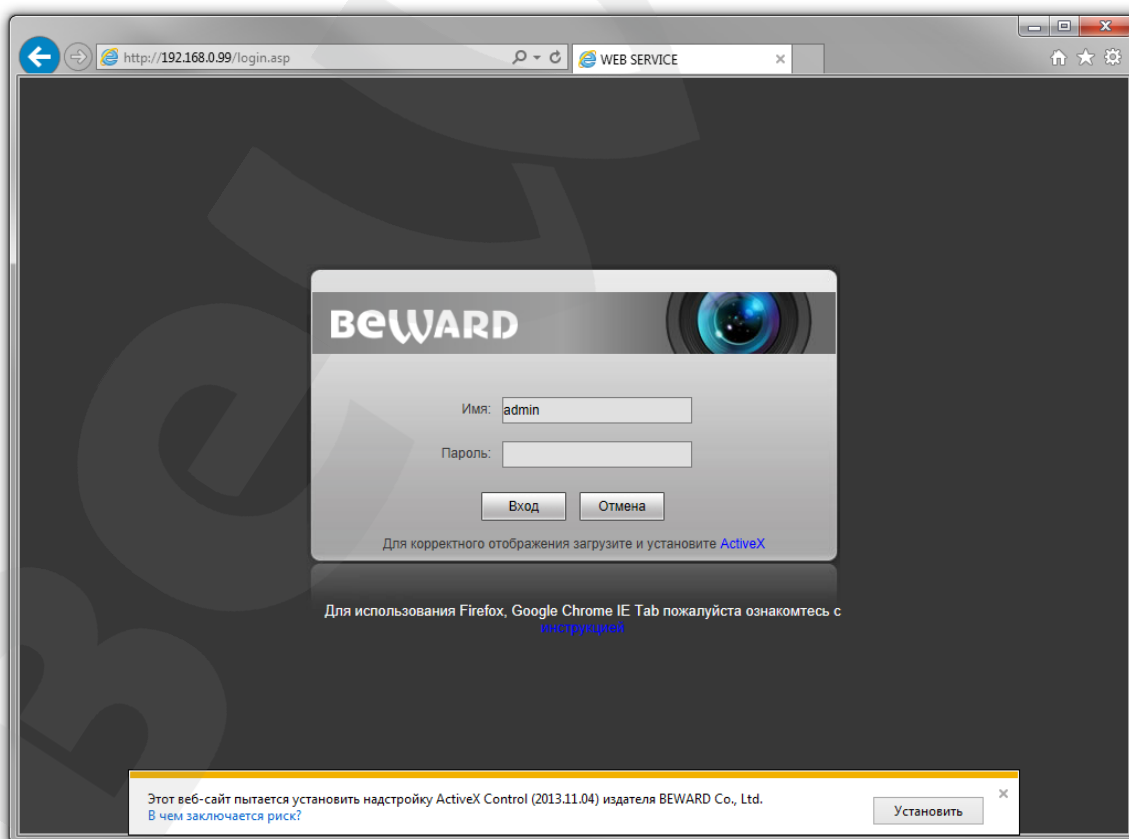 http://192.168.0.99/login.asp
WEB SERVICE
BEWARD
Имя: admin
Пароль:
Вход Отмена
Для корректного отображения загрузите и установите ActiveX
Для использования Firefox, Google Chrome IE Tab пожалуйста ознакомтесь с
инструкцией
Этот веб-сайт пытается установить надстройку ActiveX Control (2013.11.04) издателя BEWARD Co., Ltd.
В чем заключается риск?
Установить